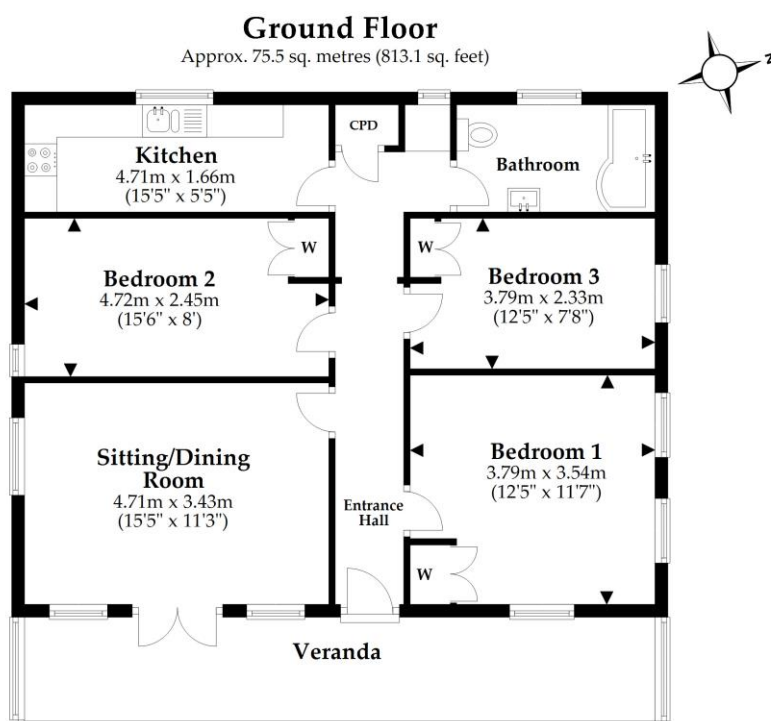 Ground Floor
Approx. 75.5 sq. metres (813.1 sq. feet)
N
CPD
Kitchen
4.71m x 1.66m
(15'5" x 5'5")
Bathroom
W
W
Bedroom 2
4.72m x 2.45m
(15'6" x 8')
Bedroom 3
3.79m x 2.33m
(12'5" x 7'8")
Sitting/Dining
Room
4.71m x 3.43m
(15'5" x 11'3")
Bedroom 1
3.79m x 3.54m
(12'5" x 11'7")
Entrance
Hall
W
Veranda